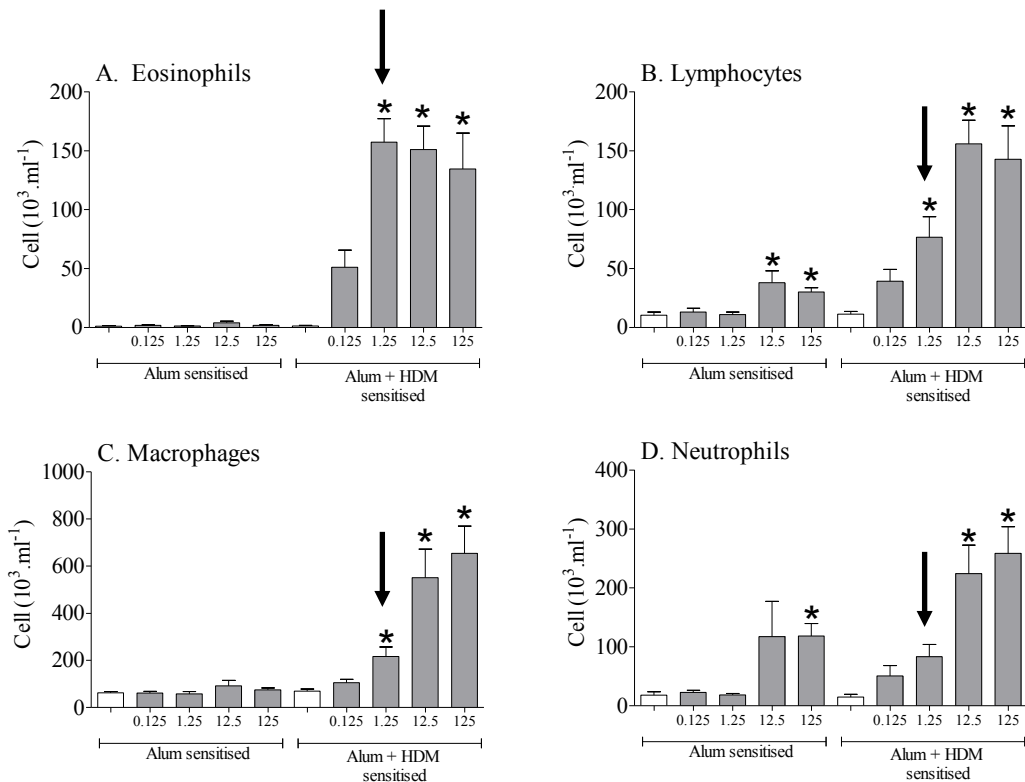 A. Eosinophils
200
*
*
*
150
Cell (10³.ml⁻¹)
100
50
0
0.125 1.25 12.5 125 0.125 1.25 12.5 125
Alum sensitised
Alum + HDM
sensitised
B. Lymphocytes
200
*
*
150
Cell (10³.ml⁻¹)
100
*
*
*
50
0
0.125 1.25 12.5 125 0.125 1.25 12.5 125
Alum sensitised
Alum + HDM
sensitised
C. Macrophages
1000
*
800
*
Cell (10³.ml⁻¹)
600
400
*
200
0
0.125 1.25 12.5 125 0.125 1.25 12.5 125
Alum sensitised
Alum + HDM
sensitised
D. Neutrophils
400
*
*
300
Cell (10³.ml⁻¹)
200
*
100
0
0.125 1.25 12.5 125 0.125 1.25 12.5 125
Alum sensitised
Alum + HDM
sensitised